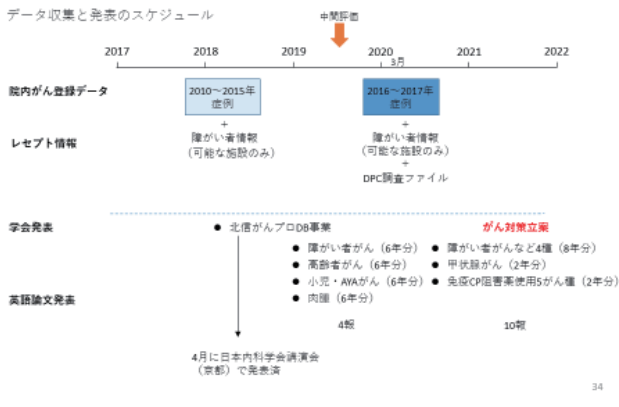 データ収集と発表のスケジュール
中間評価
2017 2018 2019 2020 2021 2022
3月
院内がん登録データ
2010～2015年
症例
2016～2017年
症例
レセプト情報
+
障がい者情報
（可能な施設のみ）
+
障がい者情報
（可能な施設のみ）
+
DPC調査ファイル
学会発表
● 北信がんプロDB事業
がん対策立案
● 障がい者がん（6年分）
● 高齢者がん（6年分）
● 小児・AYAがん（6年分）
● 肉腫（6年分）
● 障がい者がんなど4種（8年分）
● 甲状腺がん（2年分）
● 免疫CP阻害薬使用5がん種（2年分）
英語論文発表
4報
10報
4月に日本内科学会講演会
（京都）で発表済
34